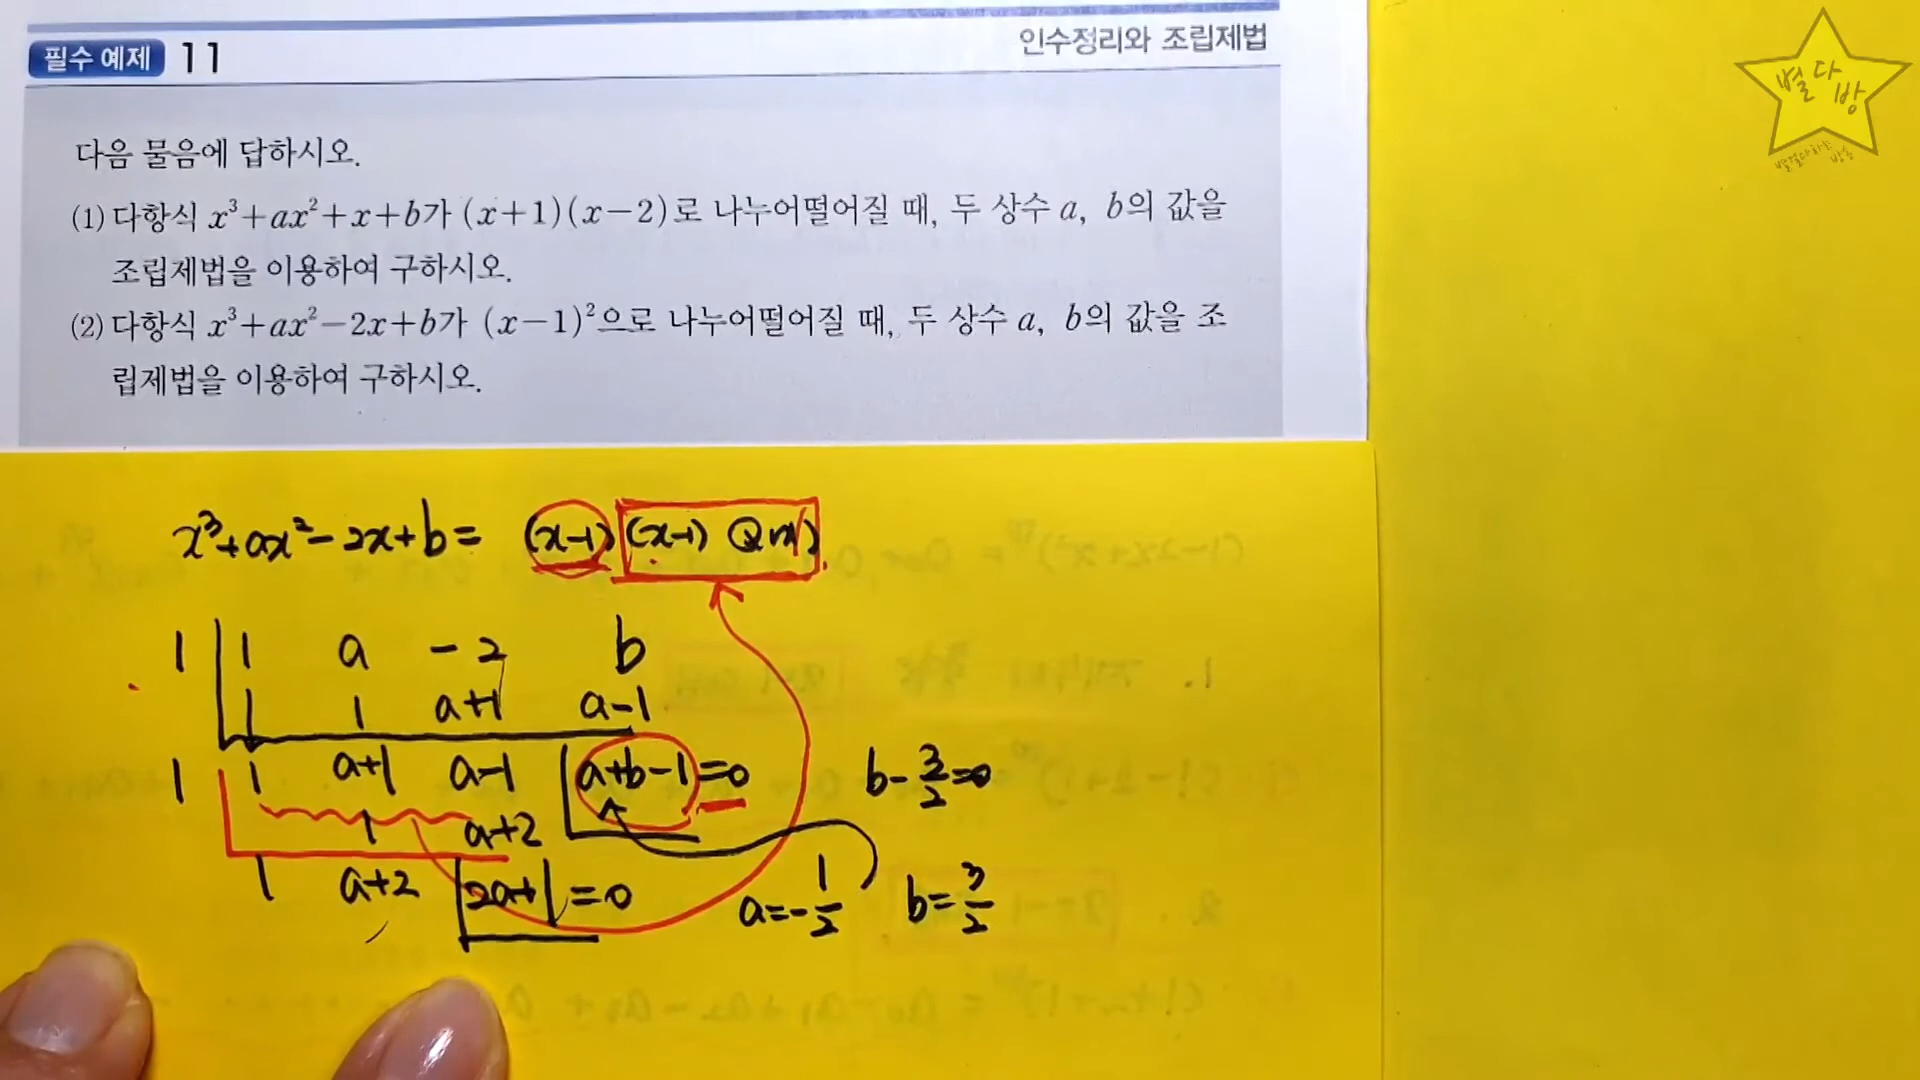 필수 예제 11
인수정리와 조립제법
별다방
다음 물음에 답하시오.
(1) 다항식 x³+ax²+x+b가 (x+1)(x-2)로 나누어떨어질 때, 두 상수 a, b의 값을
조립제법을 이용하여 구하시오.
(2) 다항식 x³+ax²-2x+b가 (x-1)²으로 나누어떨어질 때, 두 상수 a, b의 값을 조
립제법을 이용하여 구하시오.
x³+ax²-2x+b= (x-1) (x-1) Q(x)
1 1 a -2 b
1 a+1 a-1
1 1 a+1 a-1 a+b-1=0
b-3/2=0
1 a+2
1 a+2 2a+1=0
a=-1/2 b=3/2